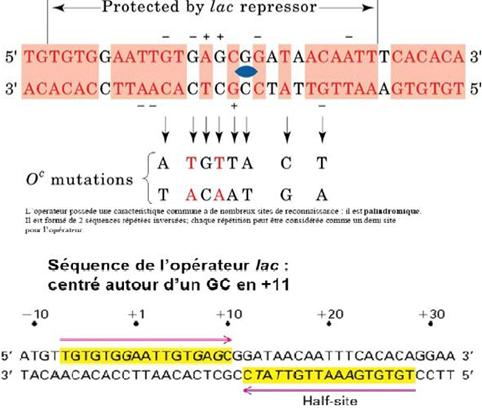 Protected by lac repressor
− − + + − −
5' TGTGTGGAATTGTGAGCGGATAACAATTTCACACA 3'
3' ACACACCTTAACACTCGCCTATTGTTAAAGTGTGT 5'
− − + −
A T G T T A C T
Oᶜ mutations
T A C A A T G A
L'operateur possède une caractéristique commune a de nombreux sites de reconnaissance : il est palindromique.
Il est formé de 2 séquences répétées inversées; chaque répétition peut être considérée comme un demi site
pour l'opérateur
Séquence de l'opérateur lac :
centré autour d'un GC en +11
−10 +1 +10 +20 +30
5' ATGTTGTGTGGAATTGTGAGCGGATAACAATTTCACACAGGAA 3'
3' TACAACACACCTTAACACTCGCCTATTGTTAAAGTGTGTCCTT 5'
Half-site